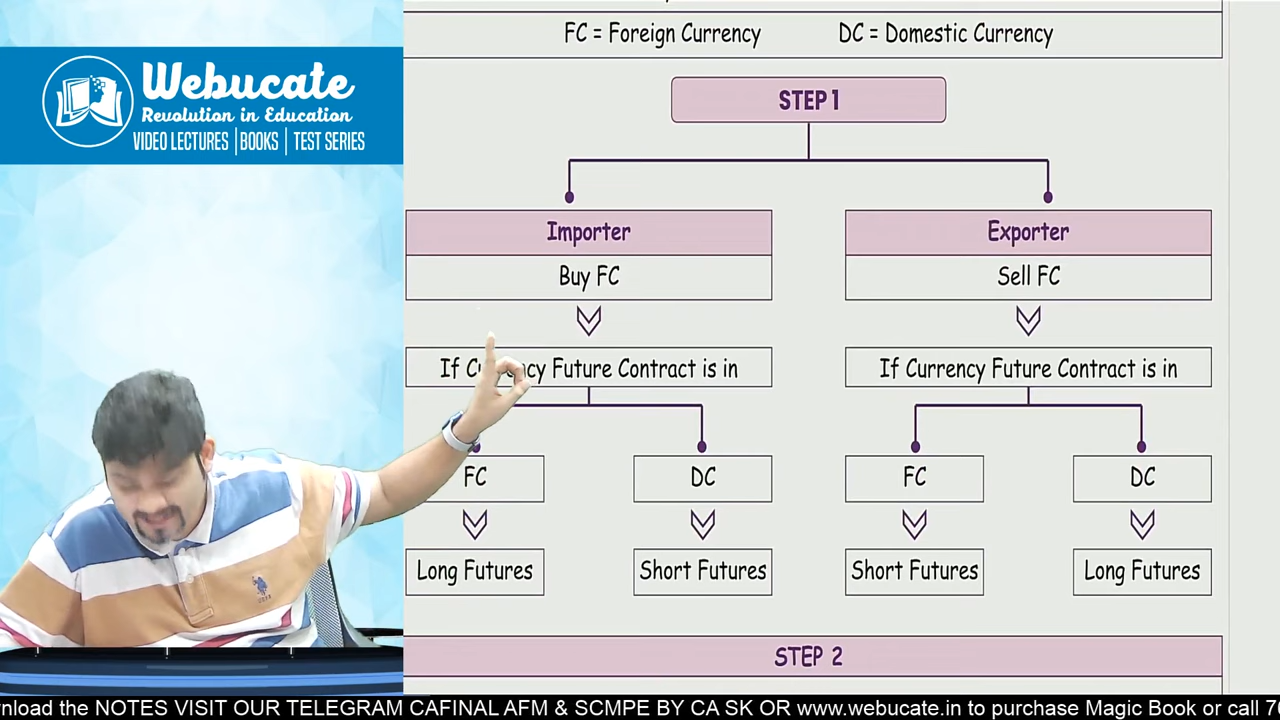 FC = Foreign Currency DC = Domestic Currency
Webucate
Revolution in Education
VIDEO LECTURES | BOOKS | TEST SERIES
STEP 1
Importer
Buy FC
If Currency Future Contract is in
FC
Long Futures
DC
Short Futures
Exporter
Sell FC
If Currency Future Contract is in
FC
Short Futures
DC
Long Futures
STEP 2
the NOTES VISIT OUR TELEGRAM CAFINAL AFM & SCMPE BY CA SK OR www.webucate.in to purchase Magic Book or call 7